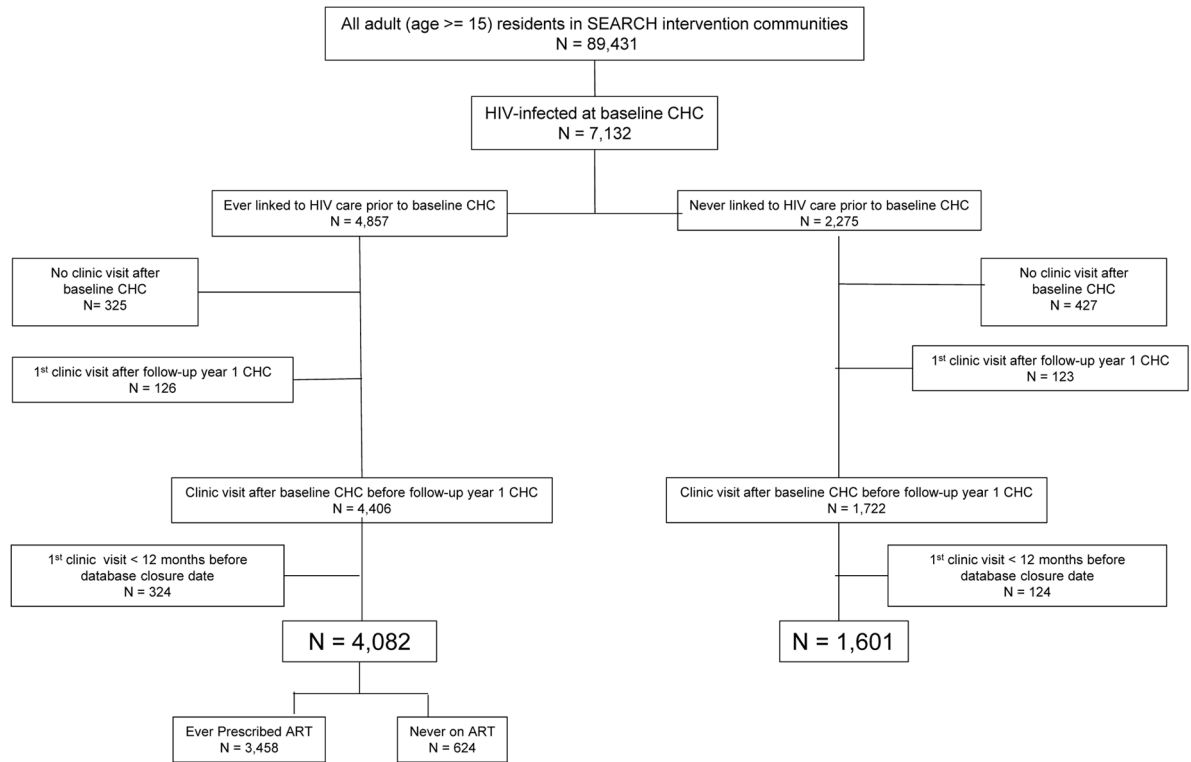 All adult (age >= 15) residents in SEARCH intervention communities
N = 89,431
HIV-infected at baseline CHC
N = 7,132
Ever linked to HIV care prior to baseline CHC
N = 4,857
Never linked to HIV care prior to baseline CHC
N = 2,275
No clinic visit after
baseline CHC
N= 325
No clinic visit after
baseline CHC
N = 427
1st clinic visit after follow-up year 1 CHC
N = 126
1st clinic visit after follow-up year 1 CHC
N = 123
Clinic visit after baseline CHC before follow-up year 1 CHC
N = 4,406
Clinic visit after baseline CHC before follow-up year 1 CHC
N = 1,722
1st clinic visit < 12 months before
database closure date
N = 324
1st clinic visit < 12 months before
database closure date
N = 124
N = 4,082
N = 1,601
Ever Prescribed ART
N = 3,458
Never on ART
N = 624